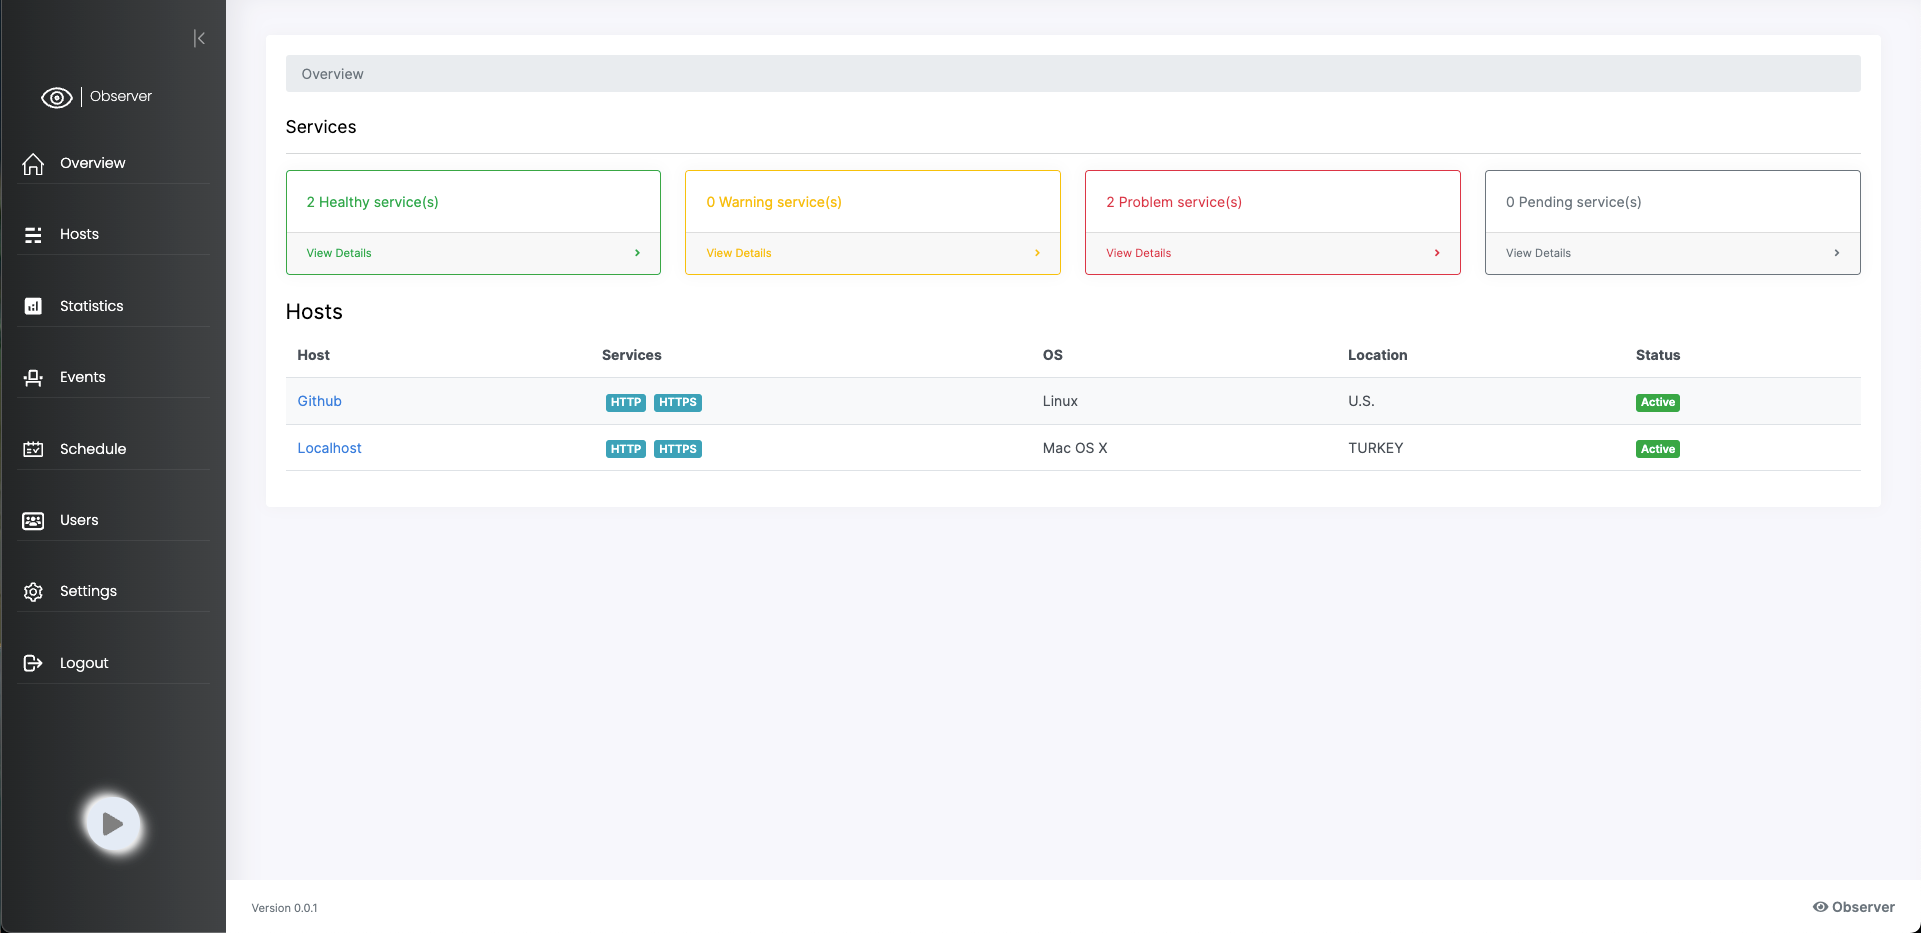 Observer
Overview
Hosts
Statistics
Events
Schedule
Users
Settings
Logout
Overview
Services
2 Healthy service(s)
View Details
0 Warning service(s)
View Details
2 Problem service(s)
View Details
0 Pending service(s)
View Details
Hosts
Host Services OS Location Status
Github HTTP HTTPS Linux U.S. Active
Localhost HTTP HTTPS Mac OS X TURKEY Active
Version 0.0.1
Observer